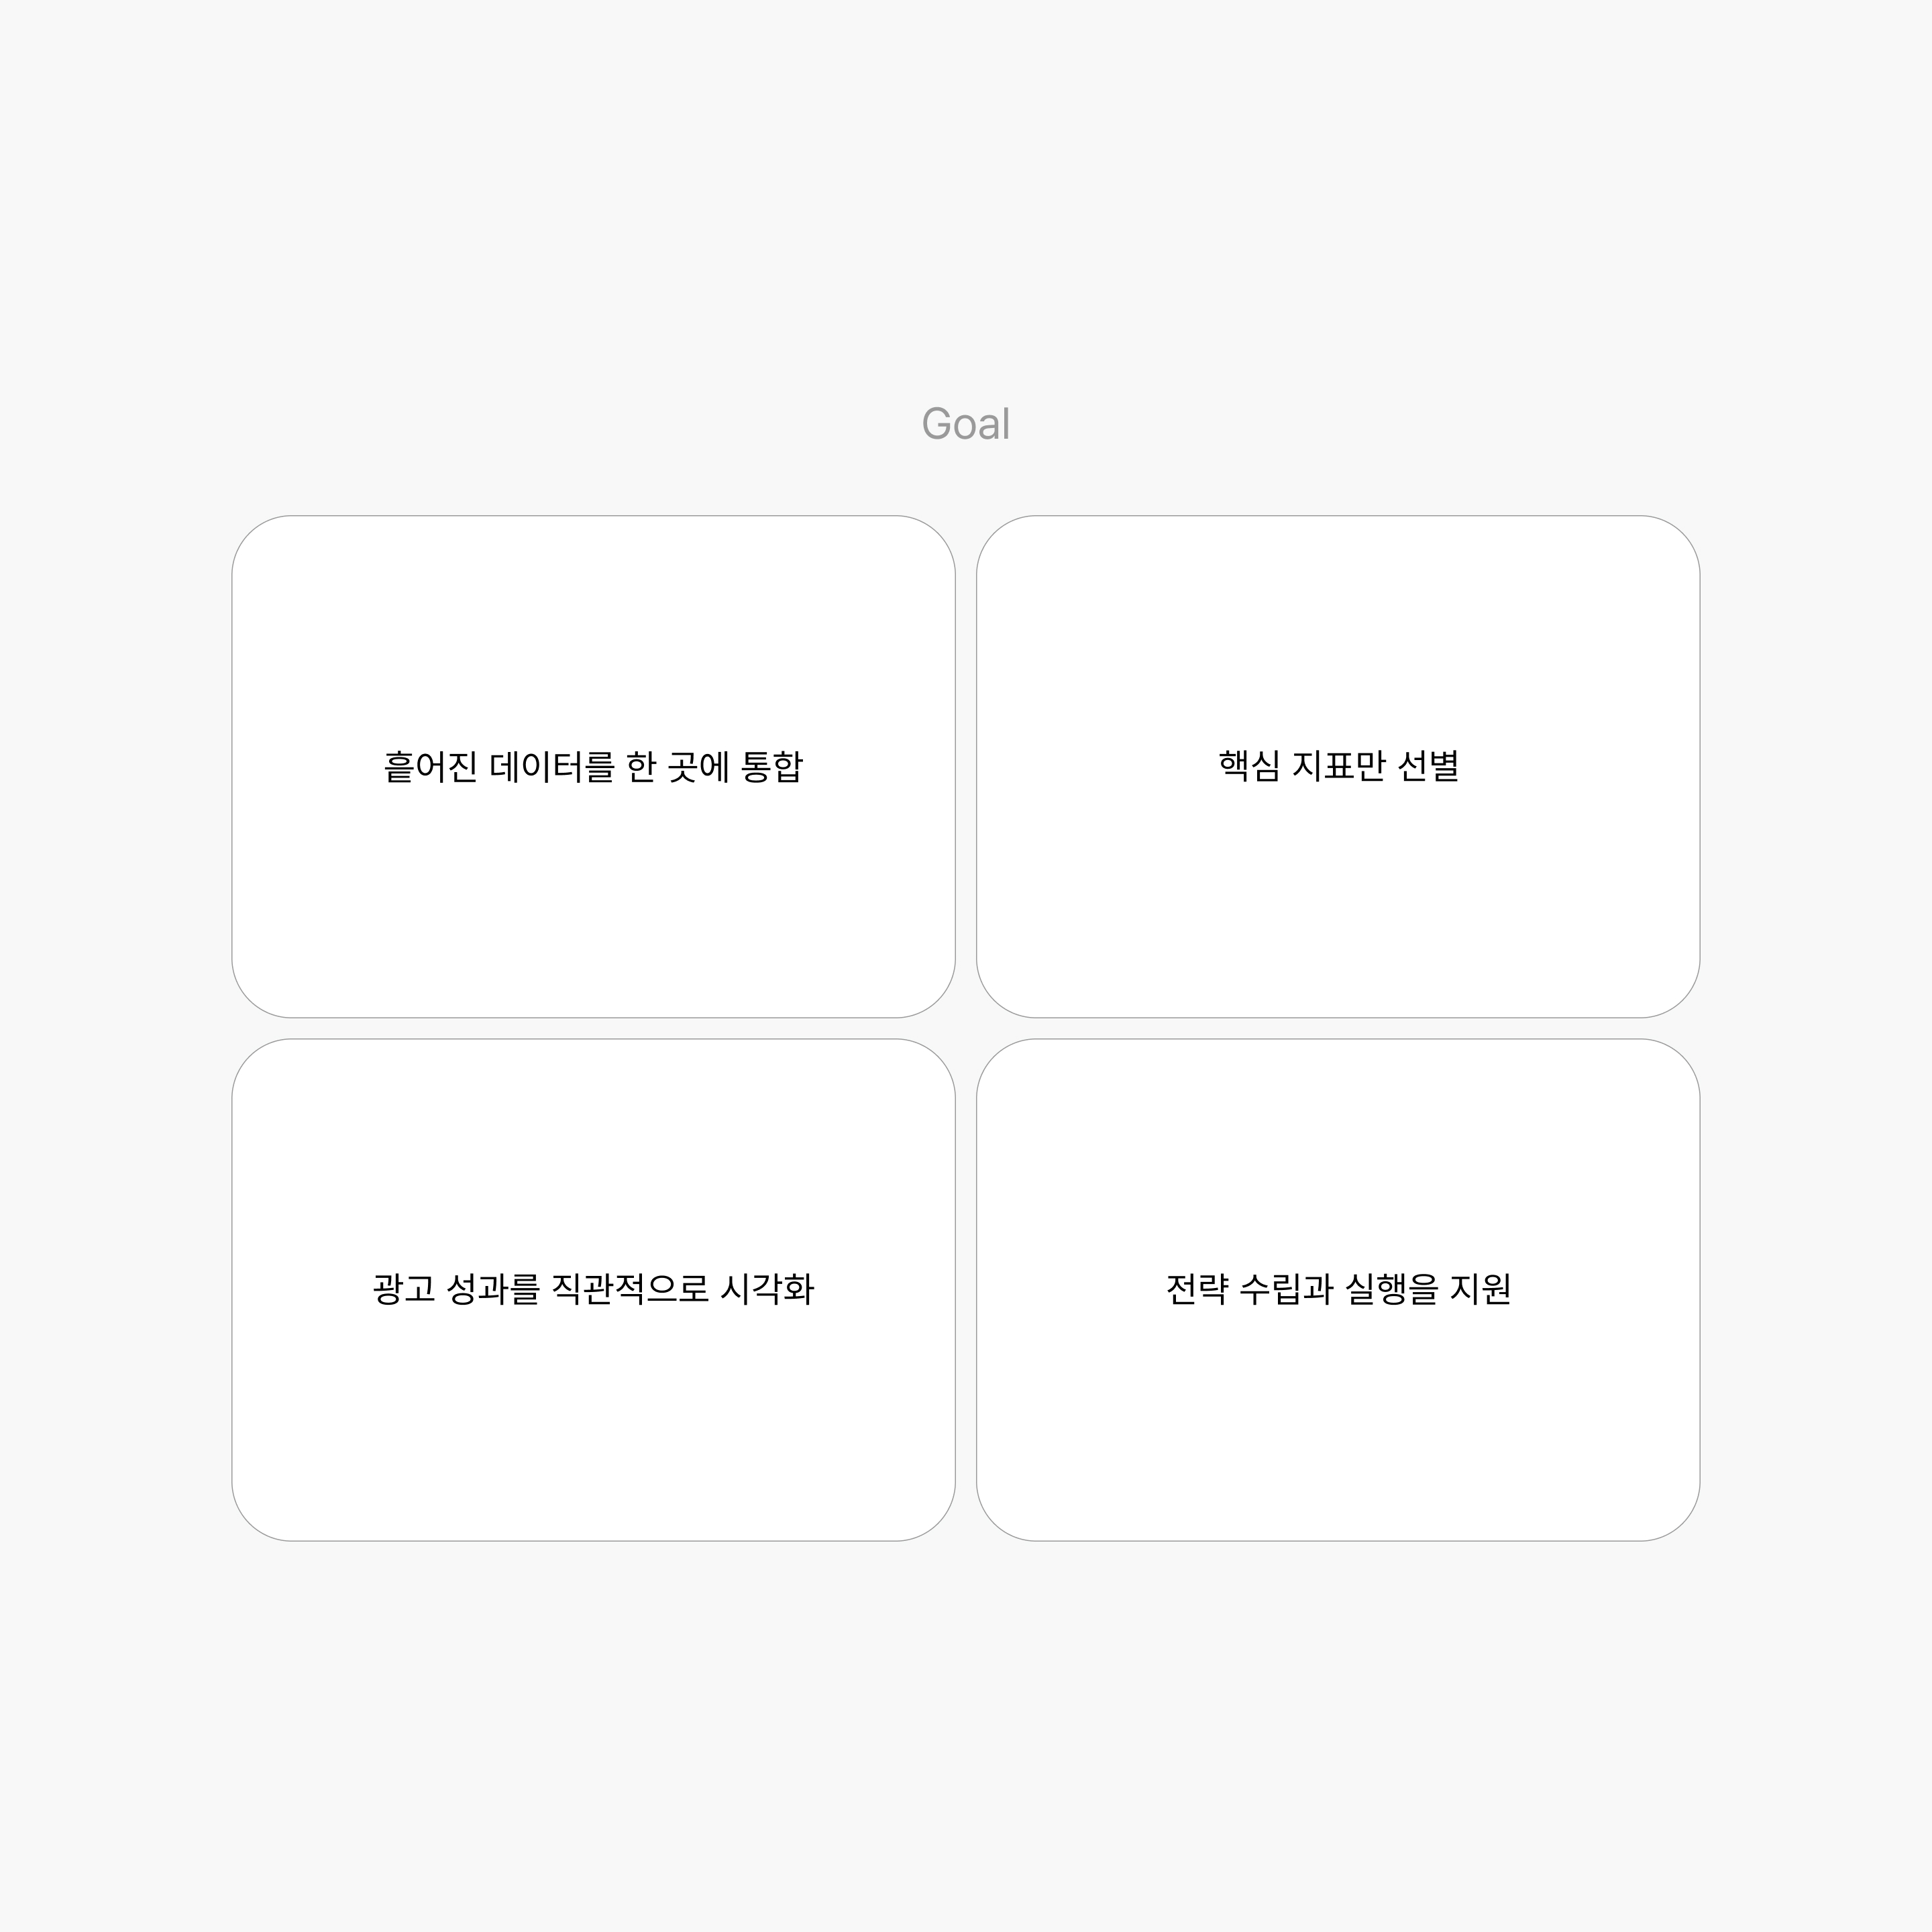 Goal
흩어진 데이터를 한 곳에 통합
핵심 지표만 선별
광고 성과를 직관적으로 시각화
전략 수립과 실행을 지원